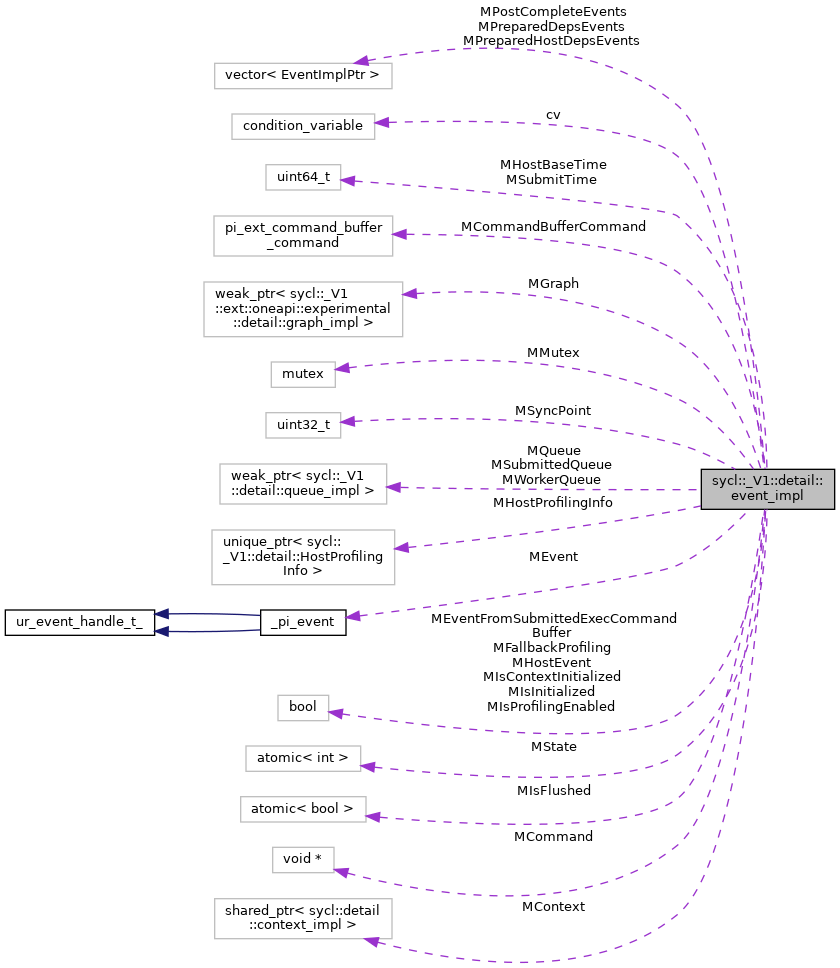 MPostCompleteEvents
MPreparedDepsEvents
MPreparedHostDepsEvents
vector< EventImplPtr >
cv
condition_variable
MHostBaseTime
MSubmitTime
uint64_t
MCommandBufferCommand
pi_ext_command_buffer
_command
MGraph
weak_ptr< sycl::_V1
::ext::oneapi::experimental
::detail::graph_impl >
MMutex
mutex
MSyncPoint
uint32_t
MQueue
MSubmittedQueue
MWorkerQueue
weak_ptr< sycl::_V1
::detail::queue_impl >
sycl::_V1::detail::
event_impl
MHostProfilingInfo
unique_ptr< sycl::
_V1::detail::HostProfiling
Info >
MEvent
ur_event_handle_t_
_pi_event
MEventFromSubmittedExecCommand
Buffer
MFallbackProfiling
MHostEvent
MIsContextInitialized
MIsInitialized
MIsProfilingEnabled
bool
MState
atomic< int >
MIsFlushed
atomic< bool >
MCommand
void *
MContext
shared_ptr< sycl::detail
::context_impl >